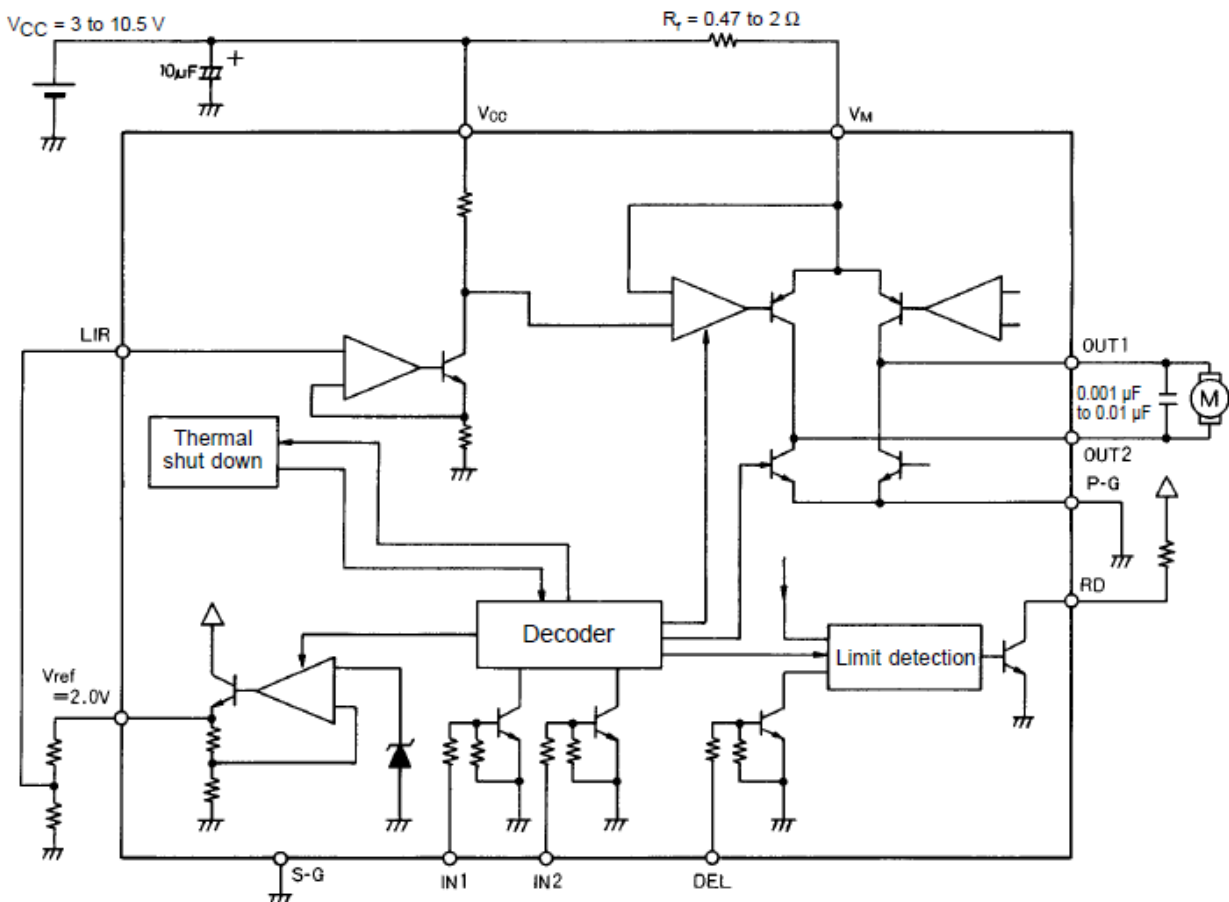 VCC = 3 to 10.5 V
Rf = 0.47 to 2 Ω
10µF
+
VCC
VM
LIR
OUT1
0.001 µF
to 0.01 µF
M
OUT2
Thermal
shut down
P-G
RD
Decoder
Limit detection
Vref
=2.0V
S-G
IN1
IN2
DEL